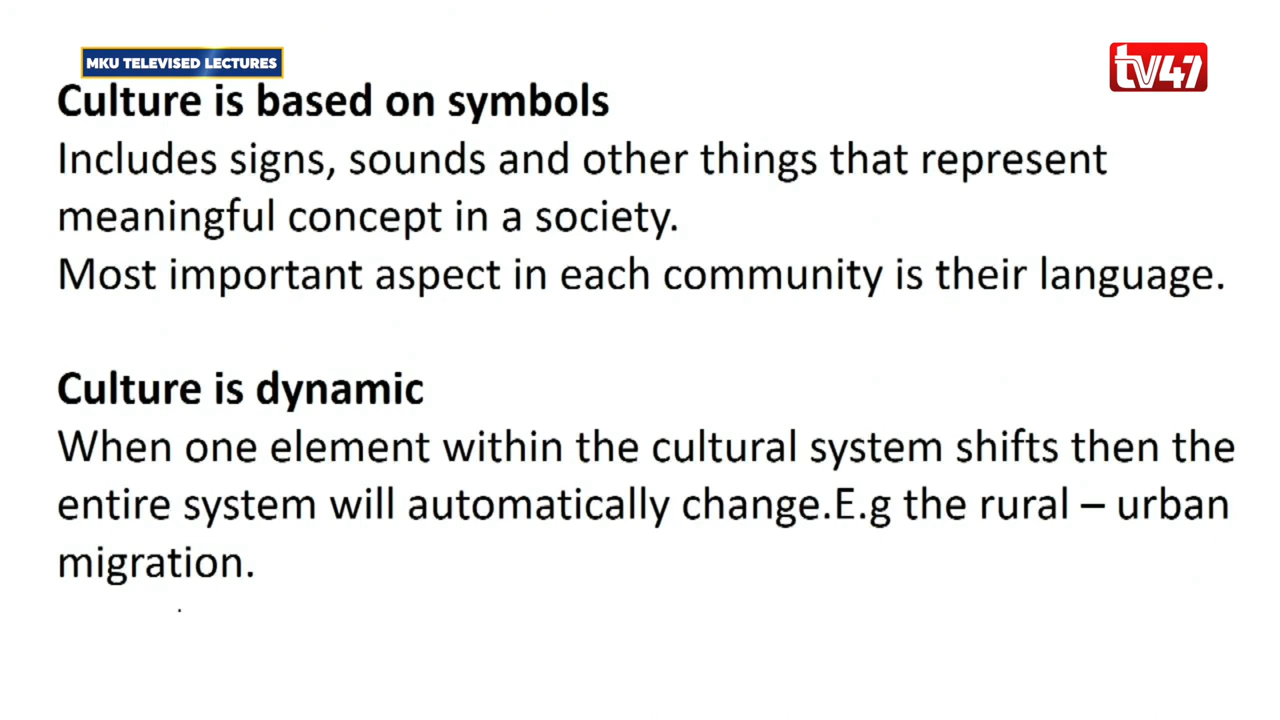 MKU TELEVISED LECTURES
tv47
Culture is based on symbols
Includes signs, sounds and other things that represent
meaningful concept in a society.
Most important aspect in each community is their language.
Culture is dynamic
When one element within the cultural system shifts then the
entire system will automatically change.E.g the rural – urban
migration.
.